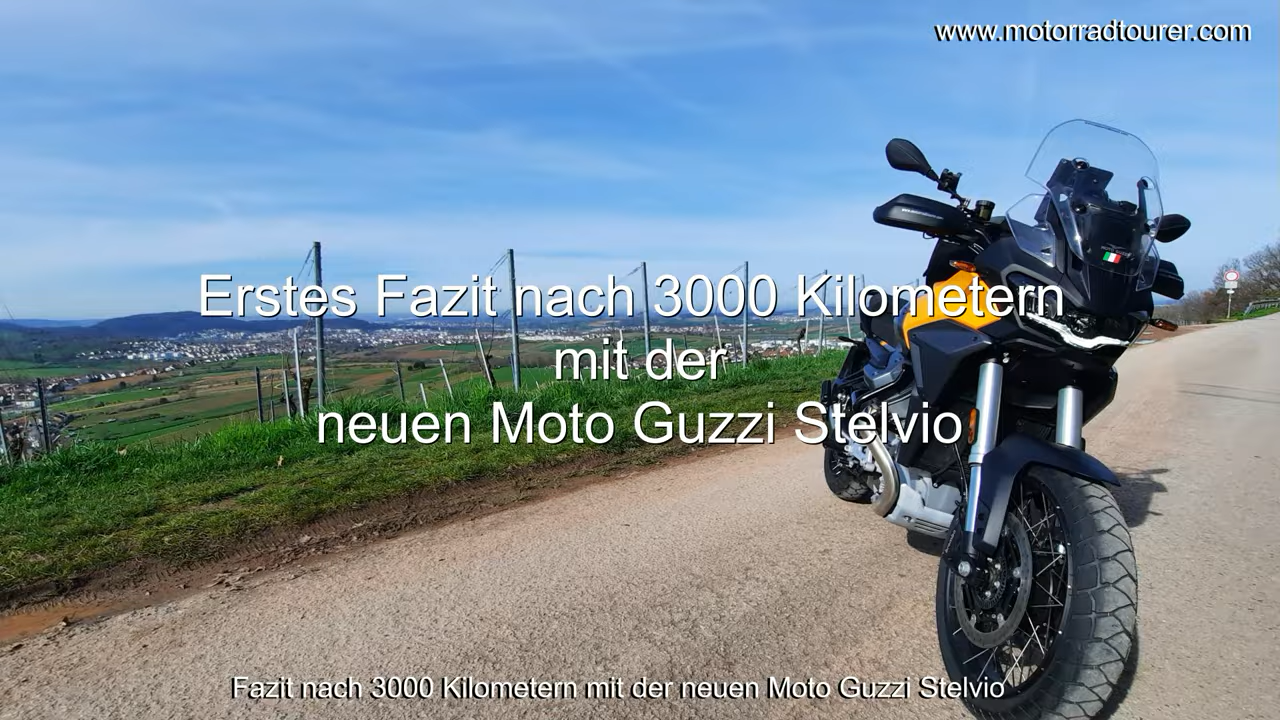 www.motorradtourer.com
Erstes Fazit nach 3000 Kilometern
mit der
neuen Moto Guzzi Stelvio
Fazit nach 3000 Kilometern mit der neuen Moto Guzzi Stelvio